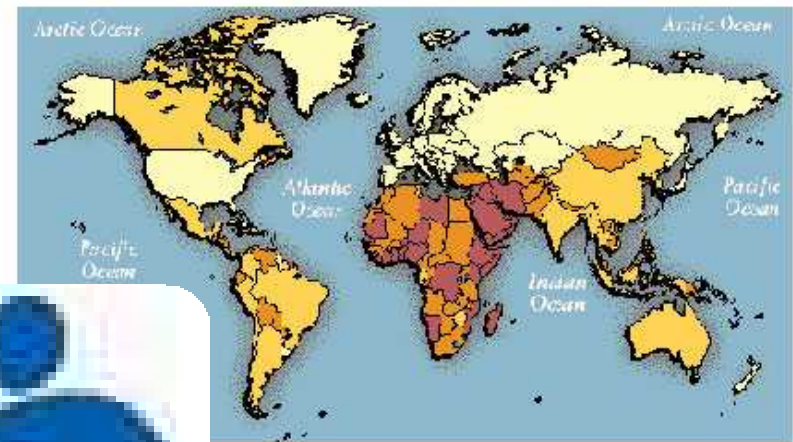 Arctic Ocean
Arctic Ocean
Atlantic
Ocean
Pacific
Ocean
Pacific
Ocean
Indian
Ocean